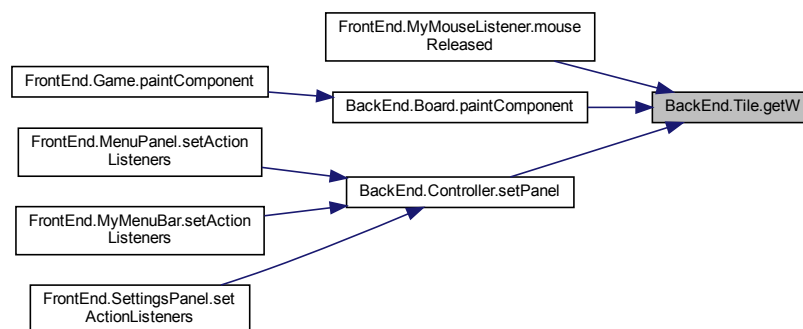 FrontEnd.MyMouseListener.mouse
Released
FrontEnd.Game.paintComponent
BackEnd.Board.paintComponent
BackEnd.Tile.getW
FrontEnd.MenuPanel.setAction
Listeners
BackEnd.Controller.setPanel
FrontEnd.MyMenuBar.setAction
Listeners
FrontEnd.SettingsPanel.set
ActionListeners